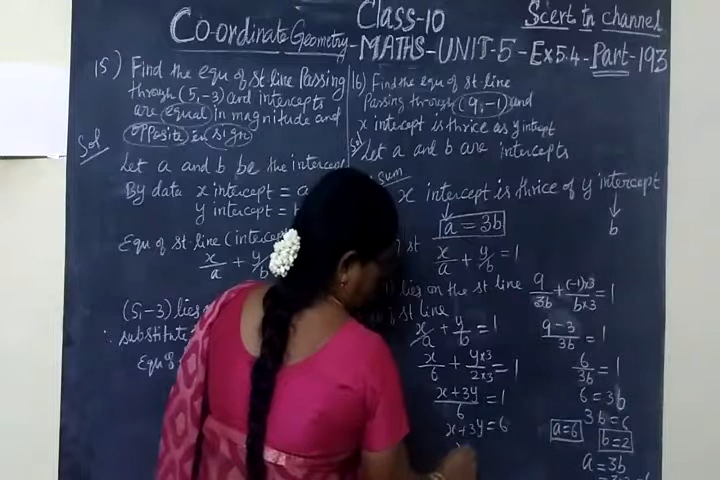 Class-10
Scert tn channel
Co-ordinate Geometry - MATHS - UNIT-5 - Ex5.4 - Part-193
15) Find the equ of st line Passing
through (5,-3) and intercepts
are equal in magnitude and
opposite in sign
Sol
Let a and b be the intercept
By data x intercept = a
y intercept =
Equ of st-line (intercept
x/a + y/b
(5,-3) lies
∴ substitute
Equ of
16) Find the equ of st-line
Passing through (9,-1) and
x intercept is thrice as y intept
Sol
Let a and b are intercepts
sum
x intercept is thrice of y intercept
a = 3b
b
st
x/a + y/b = 1
lies on the st line
9/3b + (-1)×3/b×3 = 1
st line
x/a + y/b = 1
9-3/3b = 1
x/6 + y×3/2×3 = 1
6/3b = 1
x+3y/6 = 1
6 = 3b
x+3y=6
3b = 6
a=6
b=2
a = 3b